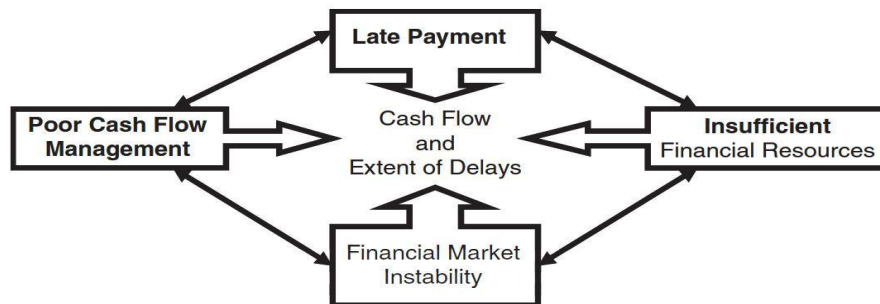 Late Payment
Poor Cash Flow
Management
Cash Flow
and
Extent of Delays
Insufficient
Financial Resources
Financial Market
Instability